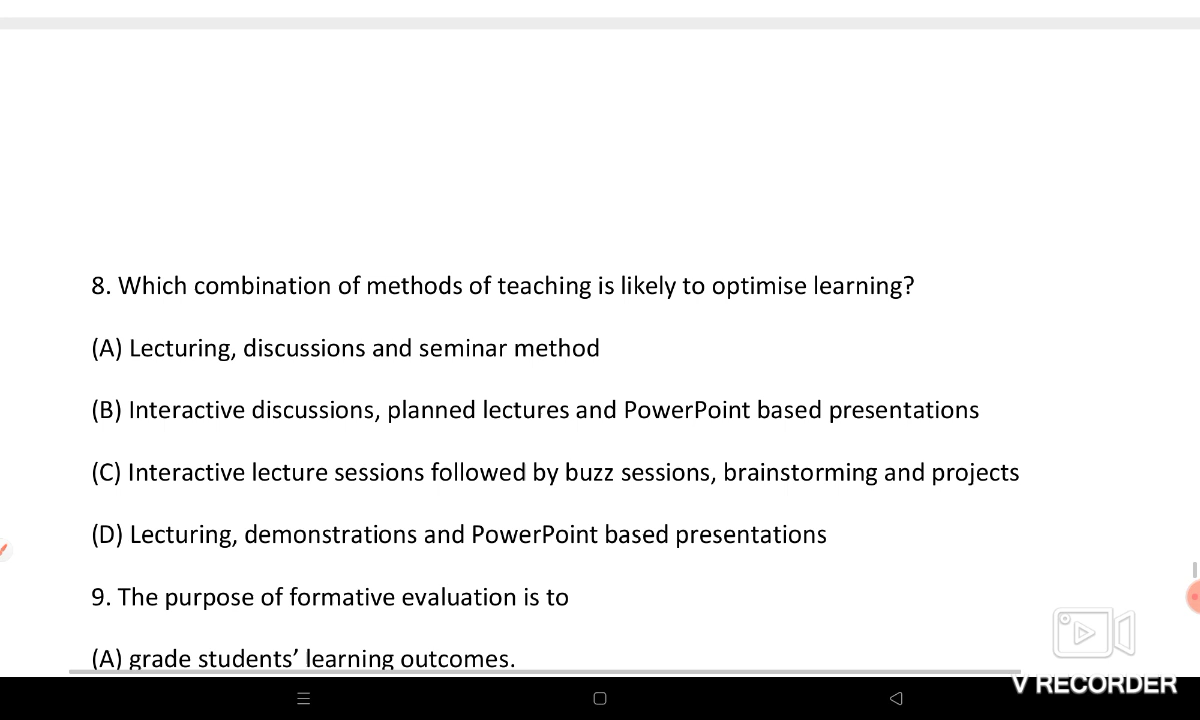 8. Which combination of methods of teaching is likely to optimise learning?
(A) Lecturing, discussions and seminar method
(B) Interactive discussions, planned lectures and PowerPoint based presentations
(C) Interactive lecture sessions followed by buzz sessions, brainstorming and projects
(D) Lecturing, demonstrations and PowerPoint based presentations
9. The purpose of formative evaluation is to
(A) grade students’ learning outcomes.
V RECORDER